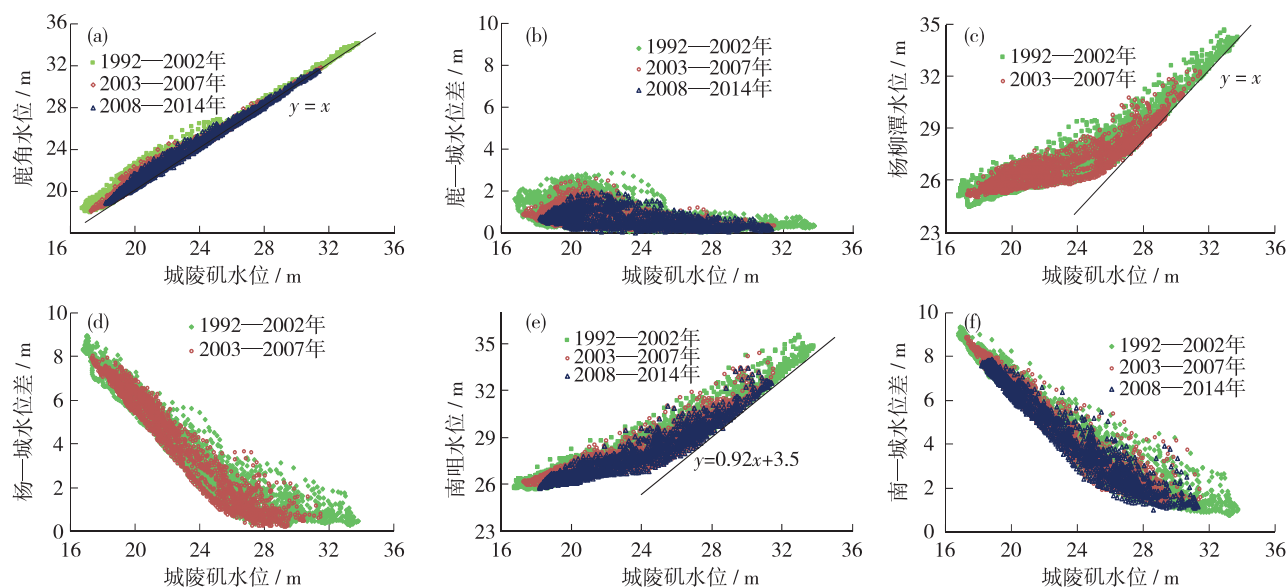 (a)
1992—2002年
2003—2007年
2008—2014年
y = x
鹿角水位 / m
36
32
28
24
20
16 20 24 28 32 36
城陵矶水位 / m
(b)
1992—2002年
2003—2007年
2008—2014年
鹿—城水位差 / m
10
8
6
4
2
0
16 20 24 28 32 36
城陵矶水位 / m
(c)
1992—2002年
2003—2007年
y = x
杨柳潭水位 / m
35
32
29
26
23
16 20 24 28 32 36
城陵矶水位 / m
(d)
1992—2002年
2003—2007年
杨—城水位差 / m
10
8
6
4
2
0
16 20 24 28 32 36
城陵矶水位 / m
(e)
1992—2002年
2003—2007年
2008—2014年
y=0.92x+3.5
南咀水位 / m
35
32
29
26
23
16 20 24 28 32 36
城陵矶水位 / m
(f)
1992—2002年
2003—2007年
2008—2014年
南—城水位差 / m
10
8
6
4
2
0
16 20 24 28 32 36
城陵矶水位 / m